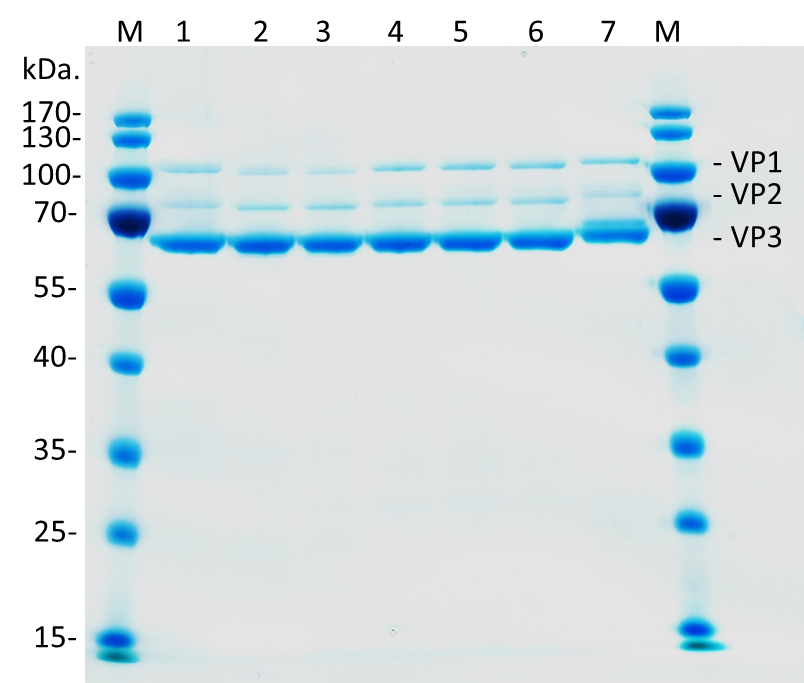 M 1 2 3 4 5 6 7 M
kDa.
170-
130-
100-
70-
55-
40-
35-
25-
15-
- VP1
- VP2
- VP3